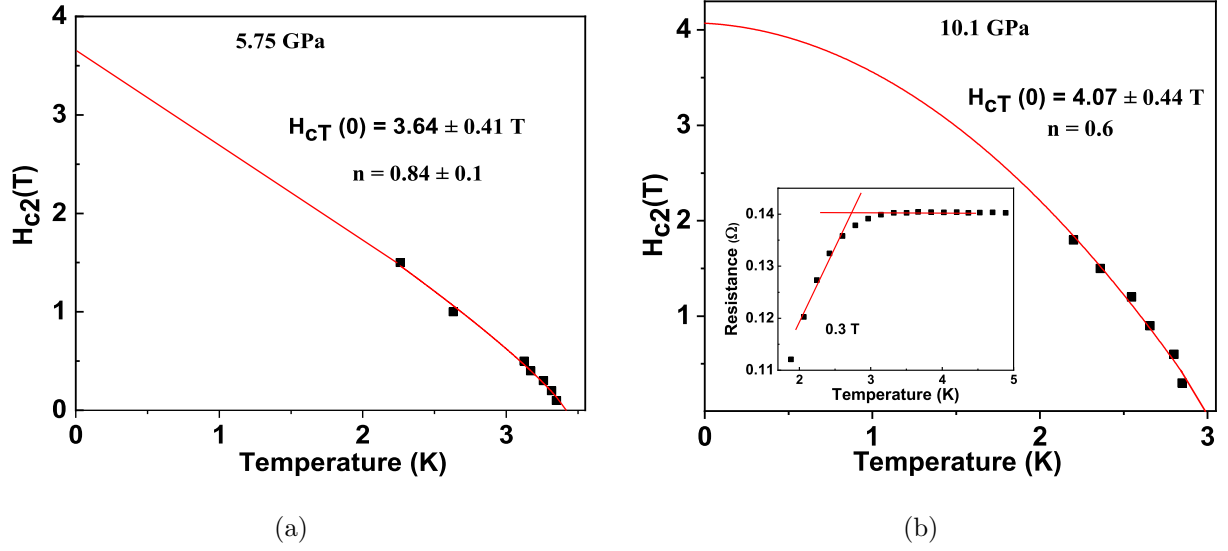 5.75 GPa
H_cT (0) = 3.64 ± 0.41 T
n = 0.84 ± 0.1
H_c2(T)
4
3
2
1
0
0 1 2 3
Temperature (K)
(a)
10.1 GPa
H_cT (0) = 4.07 ± 0.44 T
n = 0.6
H_c2(T)
4
3
2
1
0 1 2 3
Temperature (K)
Resistance (Ω)
0.14
0.13
0.12
0.11
0.3 T
2 3 4 5
Temperature (K)
(b)